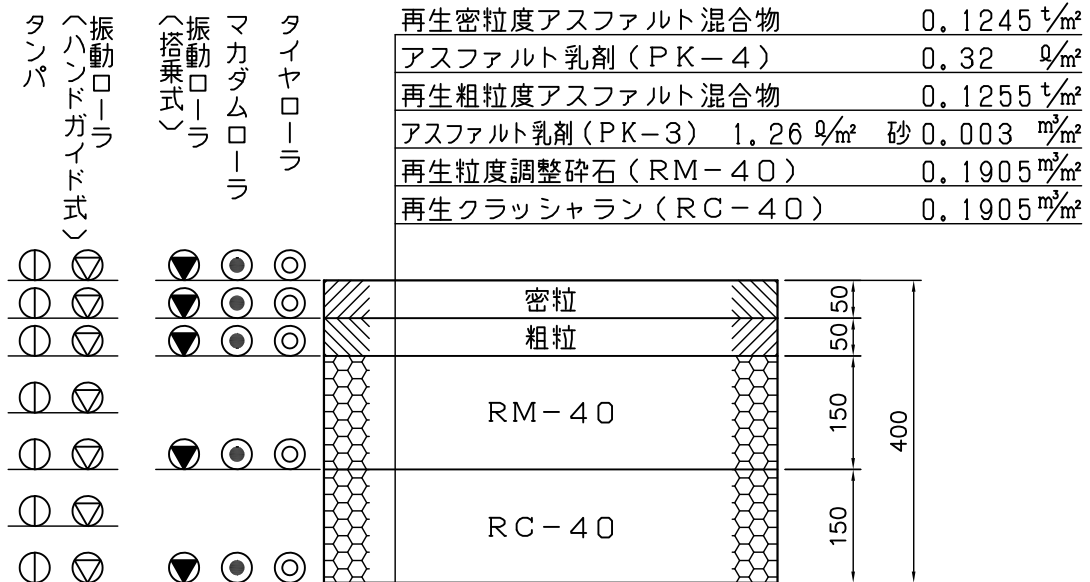 タンパ
振動ローラ
(ハンドガイド式)
振動ローラ
(搭乗式)
マカダムローラ
タイヤローラ
再生密粒度アスファルト混合物 0.1245 t/m²
アスファルト乳剤(PK-4) 0.32 ℓ/m²
再生粗粒度アスファルト混合物 0.1255 t/m²
アスファルト乳剤(PK-3) 1.26 ℓ/m² 砂 0.003 m³/m²
再生粒度調整砕石(RM-40) 0.1905 m³/m²
再生クラッシャラン(RC-40) 0.1905 m³/m²
密粒
50
粗粒
50
RM-40
150
400
RC-40
150